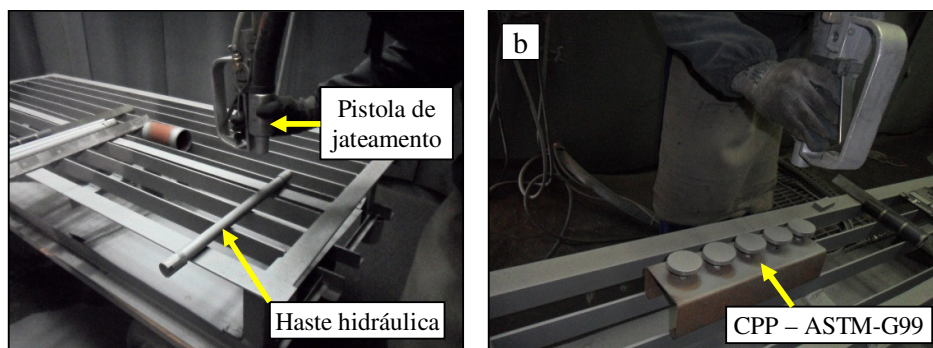 Pistola de
jateamento
Haste hidráulica
b
CPP – ASTM-G99